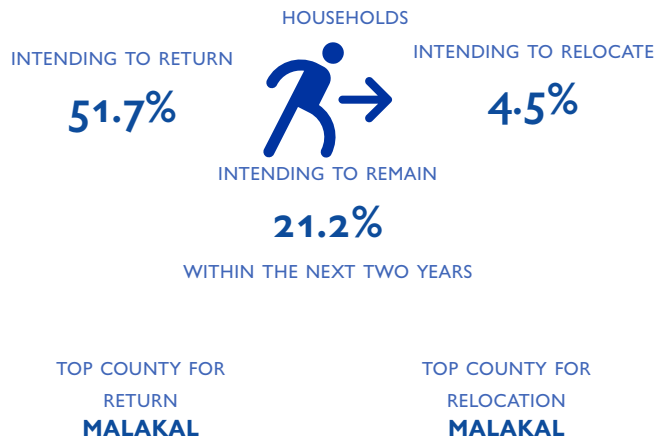 HOUSEHOLDS
INTENDING TO RETURN
51.7%
INTENDING TO RELOCATE
4.5%
INTENDING TO REMAIN
21.2%
WITHIN THE NEXT TWO YEARS
TOP COUNTY FOR
RETURN
MALAKAL
TOP COUNTY FOR
RELOCATION
MALAKAL